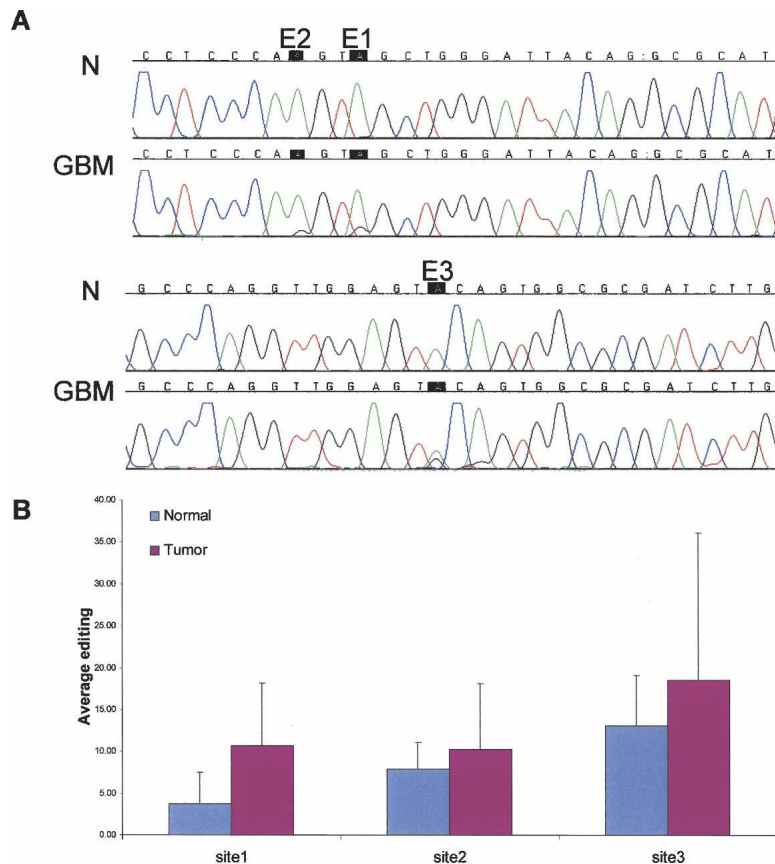 A
E2 E1
N
C C T C C C A A G T A G C T G G G A T T A C A G : G C G C A T
GBM
C C T C C C A A G T A G C T G G G A T T A C A G : G C G C A T
E3
N
G C C C A G G T T G G A G T A C A G T G G C G C G A T C T T G
GBM
G C C C A G G T T G G A G T A C A G T G G C G C G A T C T T G
B
Normal
Tumor
Average editing
40.00
35.00
30.00
25.00
20.00
15.00
10.00
5.00
0.00
site1 site2 site3